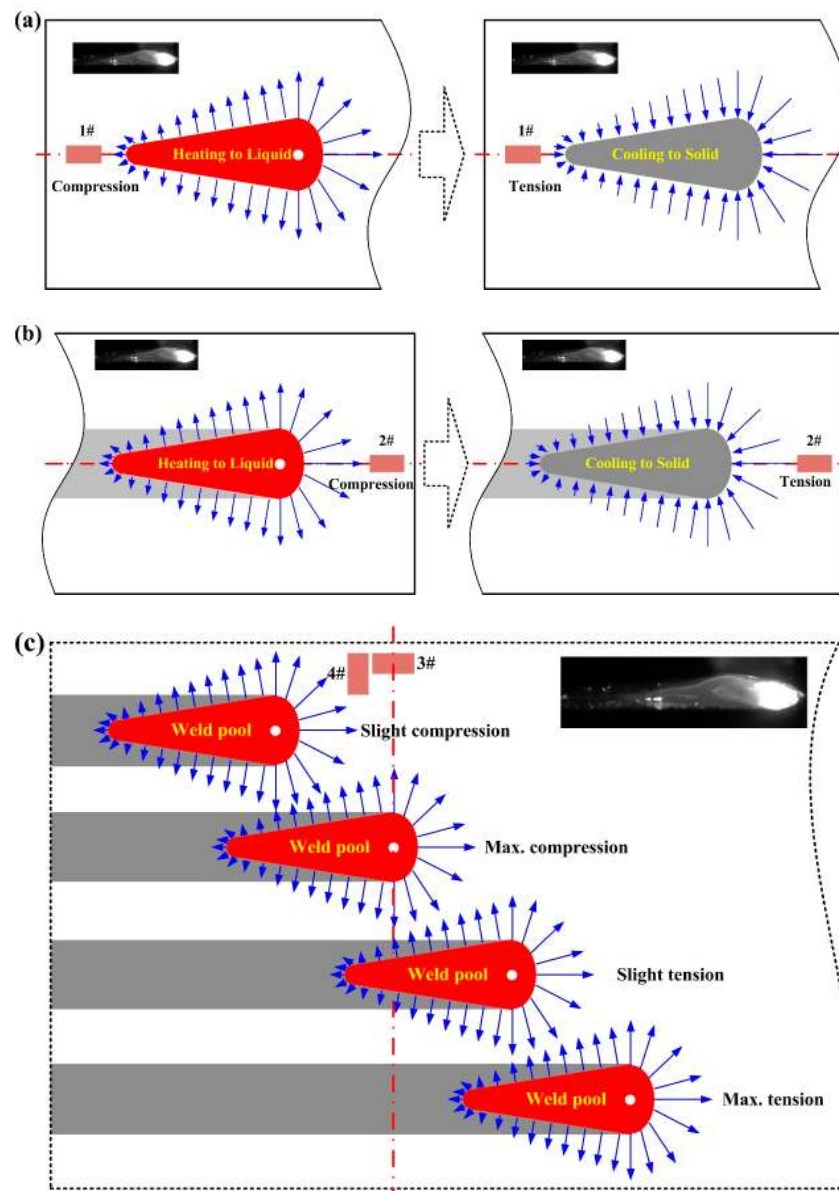 (a)
1#
Heating to Liquid
Compression
1#
Cooling to Solid
Tension
(b)
2#
Heating to Liquid
Compression
2#
Cooling to Solid
Tension
(c)
4#
3#
Weld pool
Slight compression
Weld pool
Max. compression
Weld pool
Slight tension
Weld pool
Max. tension